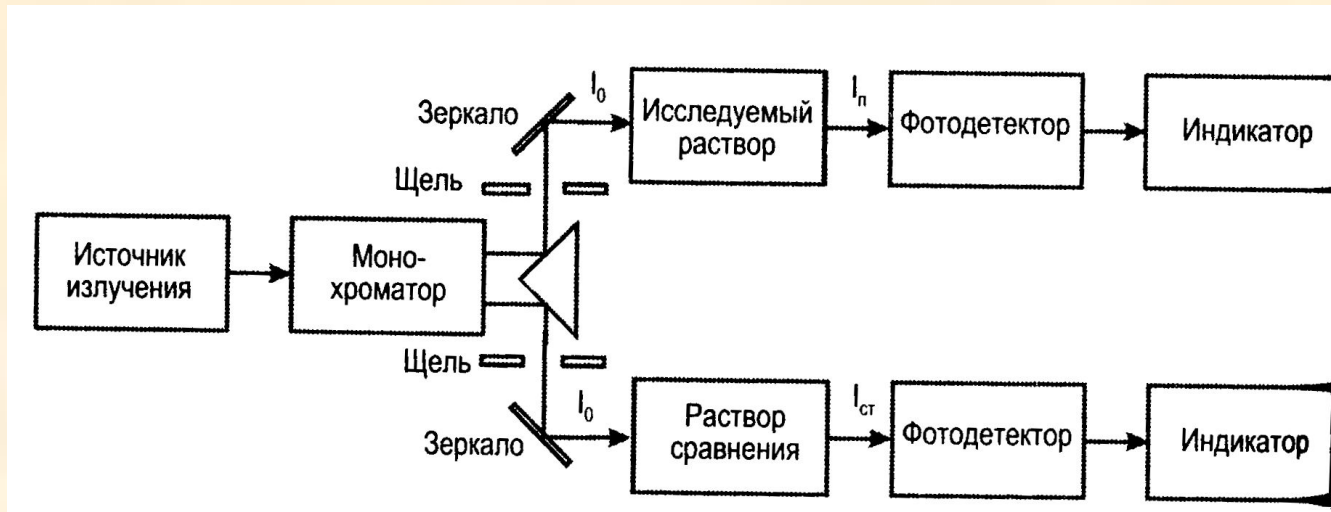 Зеркало
I₀
Исследуемый
раствор
Iп
Фотодетектор
Индикатор
Щель
Источник
излучения
Моно-
хроматор
Щель
Зеркало
I₀
Раствор
сравнения
Iст
Фотодетектор
Индикатор